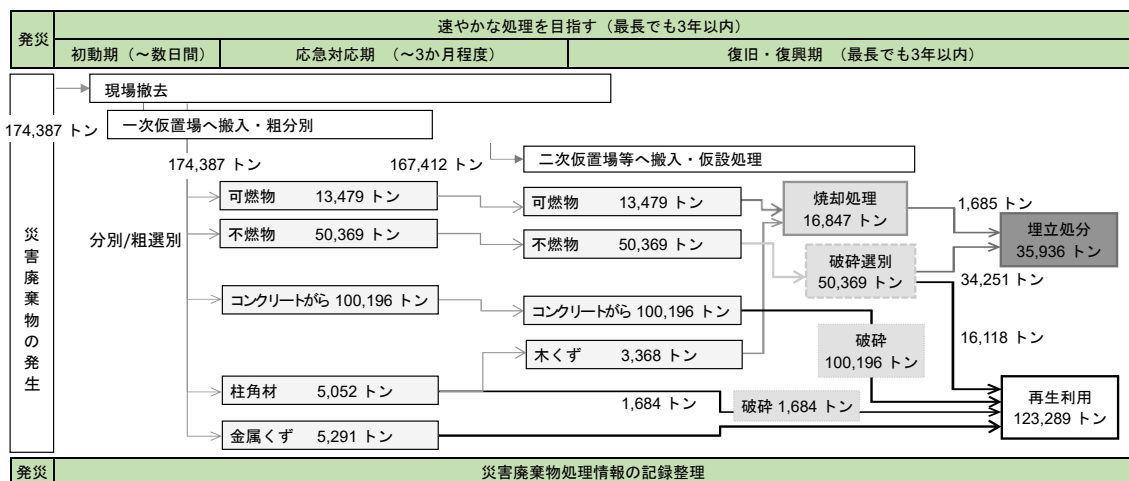 発災
速やかな処理を目指す（最長でも3年以内）
初動期（～数日間）
応急対応期　（～3か月程度）
復旧・復興期　（最長でも3年以内）
現場撤去
174,387 トン
一次仮置場へ搬入・粗分別
174,387 トン
167,412 トン
二次仮置場等へ搬入・仮設処理
可燃物　13,479 トン
可燃物　13,479 トン
焼却処理
16,847 トン
1,685 トン
埋立処分
35,936 トン
災害廃棄物の発生
分別/粗選別
不燃物　50,369 トン
不燃物　50,369 トン
破砕選別
50,369 トン
34,251 トン
コンクリートがら 100,196 トン
コンクリートがら 100,196 トン
16,118 トン
破砕
100,196 トン
木くず　3,368 トン
柱角材　5,052 トン
1,684 トン
破砕 1,684 トン
再生利用
123,289 トン
金属くず　5,291 トン
発災
災害廃棄物処理情報の記録整理